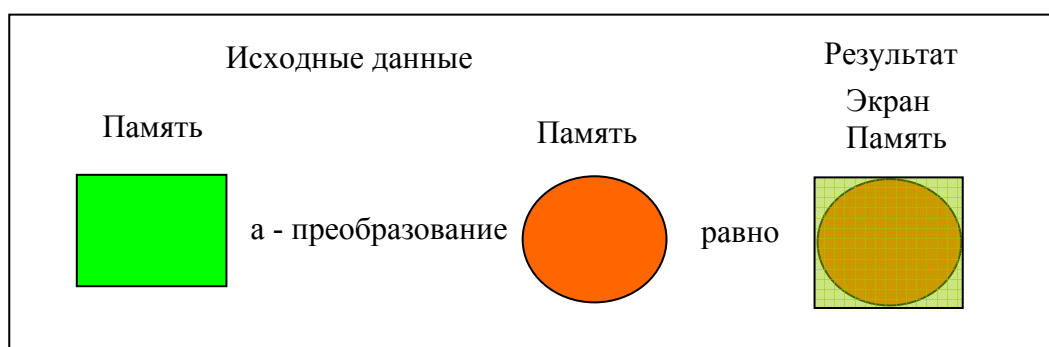 Исходные данные
Результат
Экран
Память
Память
Память
а - преобразование
равно